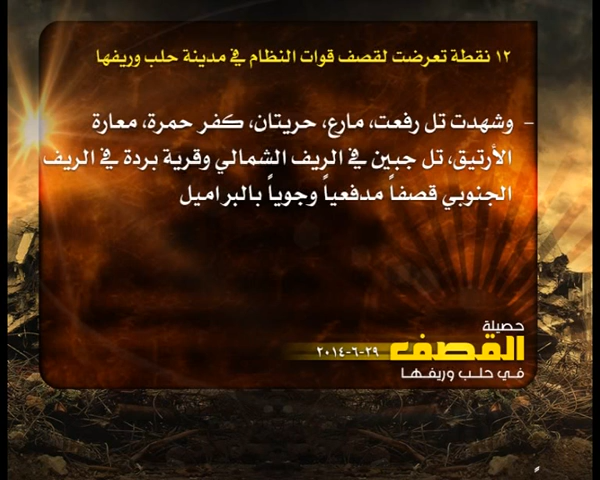 ١٢ نقطة تعرضت لقصف قوات النظام في مدينة حلب وريفها
- وشهدت تل رفعت، مارع، حريتان، كفر حمرة، معارة
الأرتيق، تل جبين في الريف الشمالي وقرية بردة في الريف
الجنوبي قصفاً مدفعياً وجوياً بالبراميل
حصيلة
القصف
٢٩-٦-٢٠١٤
في حلب وريفها